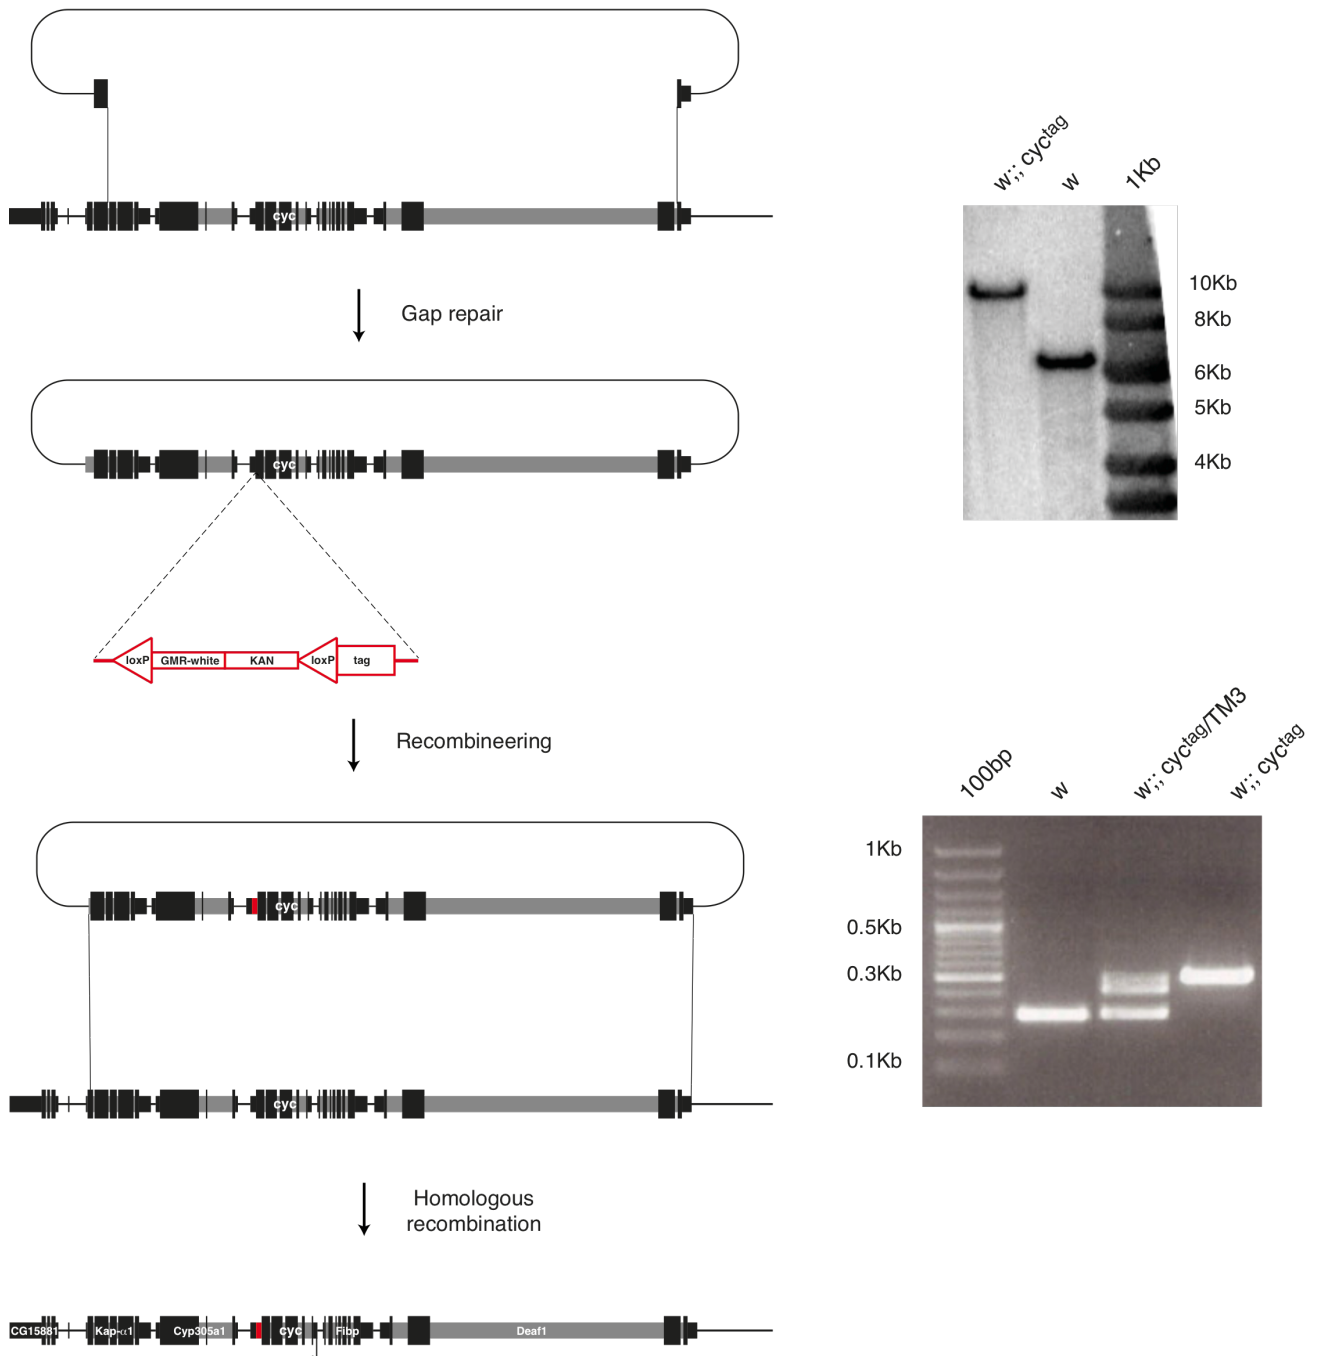 cyc
Gap repair
cyc
loxP GMR-white KAN loxP tag
Recombineering
cyc
cyc
Homologous
recombination
CG15881 Kap-α1 Cyp305a1 cyc Fibp Deaf1
w;; cyctag w 1Kb
10Kb
8Kb
6Kb
5Kb
4Kb
100bp w w;; cyctag/TM3 w;; cyctag
1Kb
0.5Kb
0.3Kb
0.1Kb